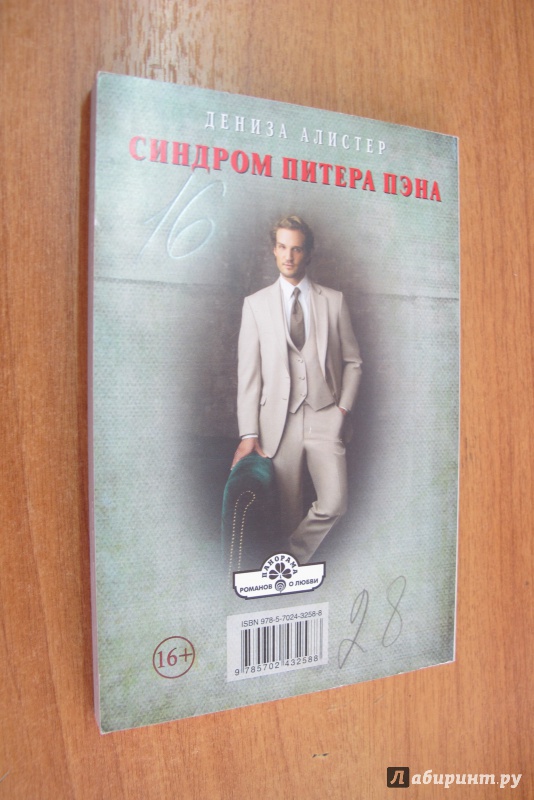 ДЕНИЗА АЛИСТЕР
СИНДРОМ ПИТЕРА ПЭНА
16
ПАНОРАМА
РОМАНОВ О ЛЮБВИ
ISBN 978-5-7024-3258-8
9 785702 432588
28
16+
Лабиринт.ру